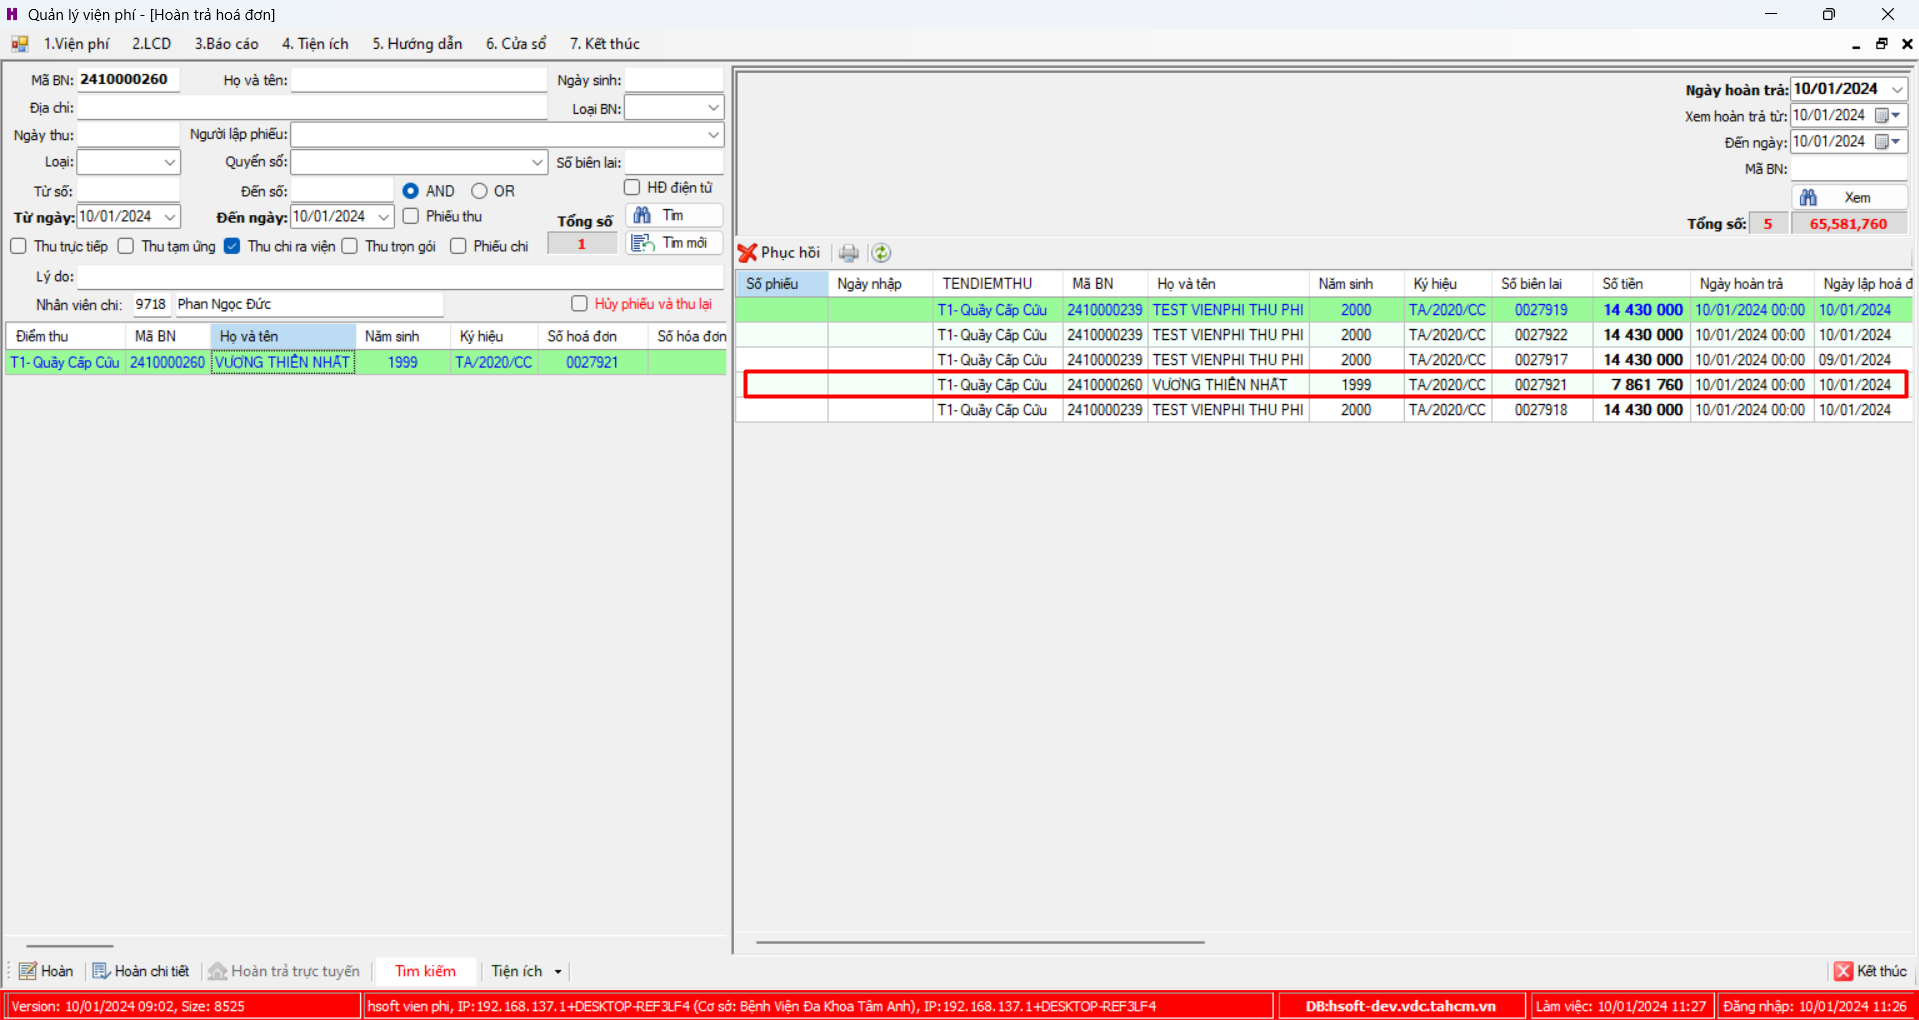 Quản lý viện phí - [Hoàn trả hoá đơn]
1.Viện phí 2.LCD 3.Báo cáo 4. Tiện ích 5. Hướng dẫn 6. Cửa sổ 7. Kết thúc
Mã BN: 2410000260 Họ và tên: Ngày sinh:
Địa chỉ: Loại BN:
Ngày thu: Người lập phiếu:
Loại: Quyển số: Số biên lai:
Từ số: Đến số: AND OR HĐ điện tử
Từ ngày: 10/01/2024 Đến ngày: 10/01/2024 Phiếu thu Tổng số Tìm
Thu trực tiếp Thu tạm ứng Thu chi ra viện Thu trọn gói Phiếu chi 1 Tìm mới
Lý do:
Nhân viên chi: 9718 Phan Ngọc Đức Hủy phiếu và thu lại
Điểm thu Mã BN Họ và tên Năm sinh Ký hiệu Số hoá đơn Số hóa đơn
T1- Quầy Cấp Cứu 2410000260 VƯƠNG THIÊN NHẤT 1999 TA/2020/CC 0027921
Ngày hoàn trả: 10/01/2024
Xem hoàn trả từ: 10/01/2024
Đến ngày: 10/01/2024
Mã BN:
Xem
Tổng số: 5 65,581,760
Phục hồi
Số phiếu Ngày nhập TENDIEMTHU Mã BN Họ và tên Năm sinh Ký hiệu Số biên lai Số tiền Ngày hoàn trả Ngày lập hoá đ
T1- Quầy Cấp Cứu 2410000239 TEST VIENPHI THU PHI 2000 TA/2020/CC 0027919 14 430 000 10/01/2024 00:00 10/01/2024
T1- Quầy Cấp Cứu 2410000239 TEST VIENPHI THU PHI 2000 TA/2020/CC 0027922 14 430 000 10/01/2024 00:00 10/01/2024
T1- Quầy Cấp Cứu 2410000239 TEST VIENPHI THU PHI 2000 TA/2020/CC 0027917 14 430 000 10/01/2024 00:00 09/01/2024
T1- Quầy Cấp Cứu 2410000260 VƯƠNG THIÊN NHẤT 1999 TA/2020/CC 0027921 7 861 760 10/01/2024 00:00 10/01/2024
T1- Quầy Cấp Cứu 2410000239 TEST VIENPHI THU PHI 2000 TA/2020/CC 0027918 14 430 000 10/01/2024 00:00 10/01/2024
Hoàn Hoàn chi tiết Hoàn trả trực tuyến Tìm kiếm Tiện ích Kết thúc
Version: 10/01/2024 09:02, Size: 8525 hsoft vien phi, IP:192.168.137.1+DESKTOP-REF3LF4 (Cơ sở: Bệnh Viện Đa Khoa Tâm Anh), IP:192.168.137.1+DESKTOP-REF3LF4 DB:hsoft-dev.vdc.tahcm.vn Làm việc: 10/01/2024 11:27 Đăng nhập: 10/01/2024 11:26